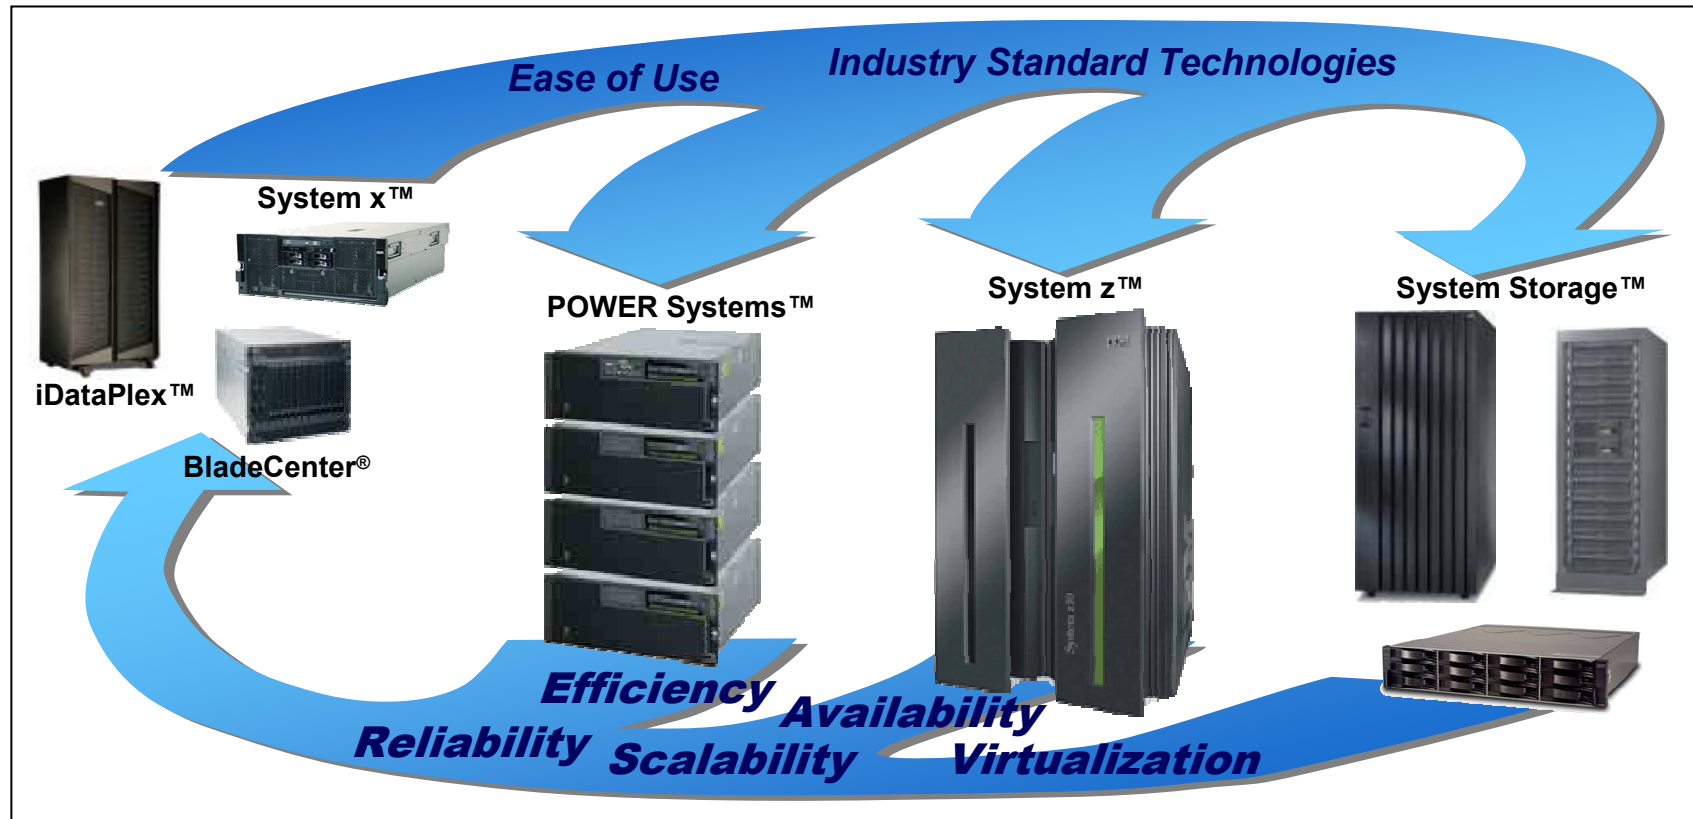 Ease of Use
Industry Standard Technologies
System x™
iDataPlex™
BladeCenter®
POWER Systems™
System z™
System Storage™
Efficiency
Availability
Reliability
Scalability
Virtualization